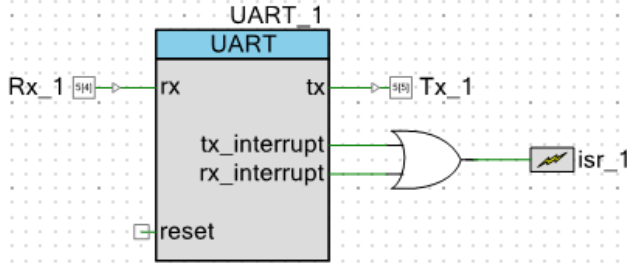 UART_1
UART
Rx_1 5[4] rx tx 5[5] Tx_1
tx_interrupt
rx_interrupt isr_1
reset